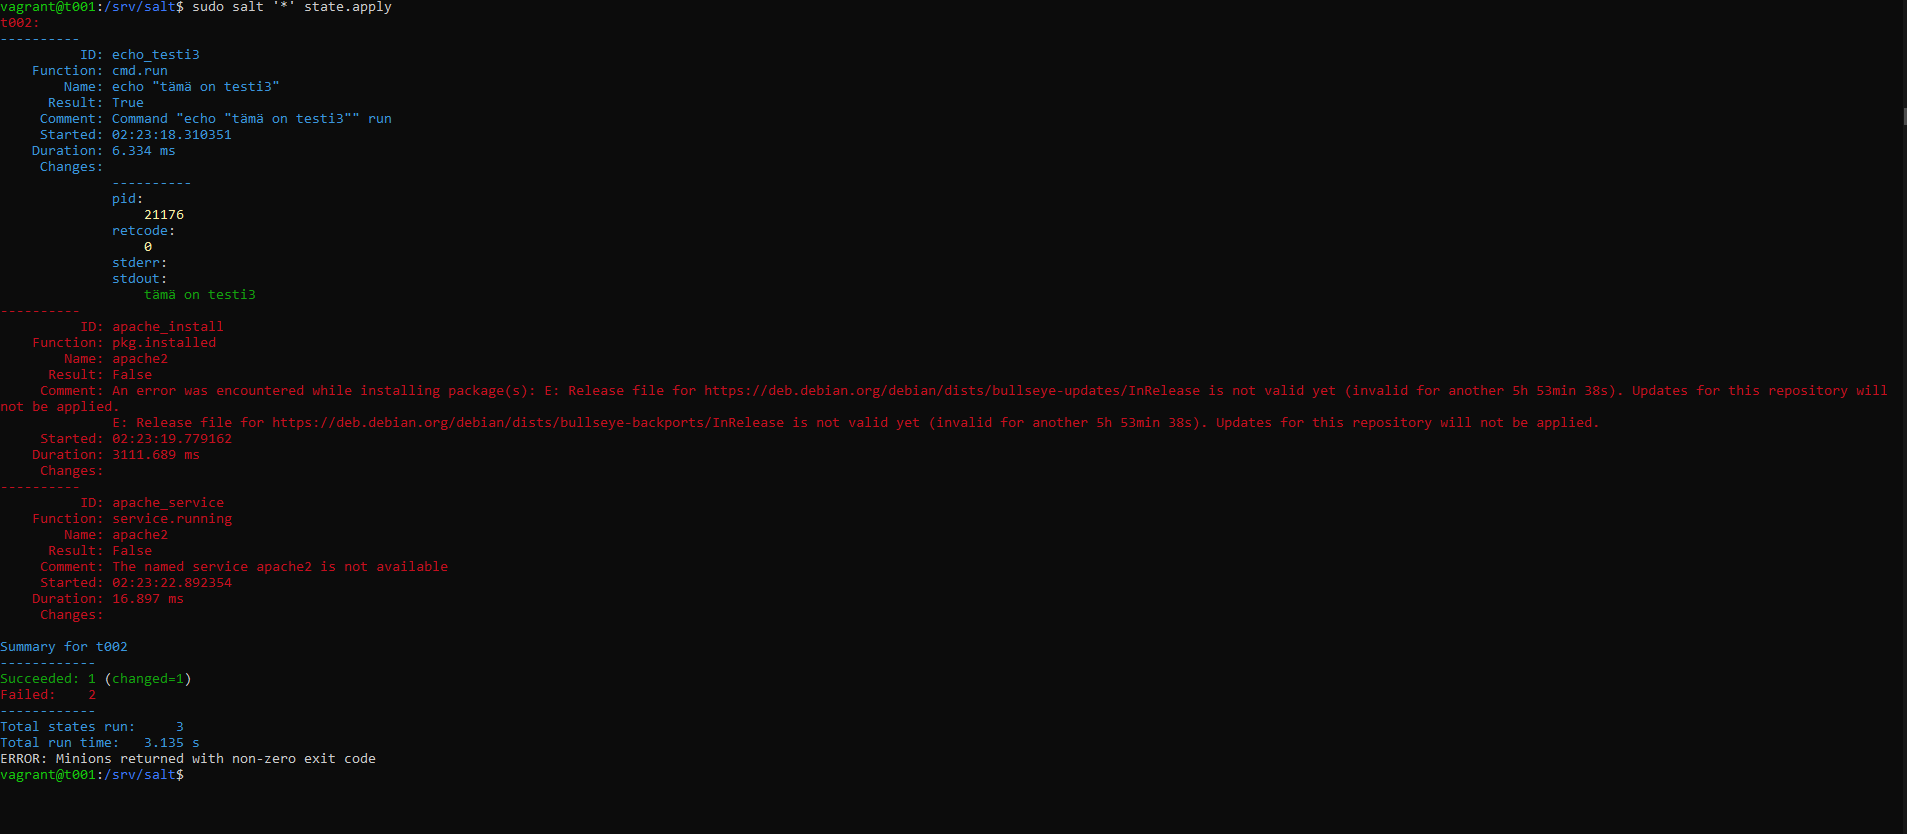 vagrant@t001:/srv/salt$ sudo salt '*' state.apply
t002:
----------
          ID: echo_testi3
    Function: cmd.run
        Name: echo "tämä on testi3"
      Result: True
     Comment: Command "echo "tämä on testi3"" run
     Started: 02:23:18.310351
    Duration: 6.334 ms
     Changes:
              ----------
              pid:
                  21176
              retcode:
                  0
              stderr:
              stdout:
                  tämä on testi3
----------
          ID: apache_install
    Function: pkg.installed
        Name: apache2
      Result: False
     Comment: An error was encountered while installing package(s): E: Release file for https://deb.debian.org/debian/dists/bullseye-updates/InRelease is not valid yet (invalid for another 5h 53min 38s). Updates for this repository will
not be applied.
              E: Release file for https://deb.debian.org/debian/dists/bullseye-backports/InRelease is not valid yet (invalid for another 5h 53min 38s). Updates for this repository will not be applied.
     Started: 02:23:19.779162
    Duration: 3111.689 ms
     Changes:
----------
          ID: apache_service
    Function: service.running
        Name: apache2
      Result: False
     Comment: The named service apache2 is not available
     Started: 02:23:22.892354
    Duration: 16.897 ms
     Changes:
Summary for t002
------------
Succeeded: 1 (changed=1)
Failed:    2
------------
Total states run:     3
Total run time:   3.135 s
ERROR: Minions returned with non-zero exit code
vagrant@t001:/srv/salt$